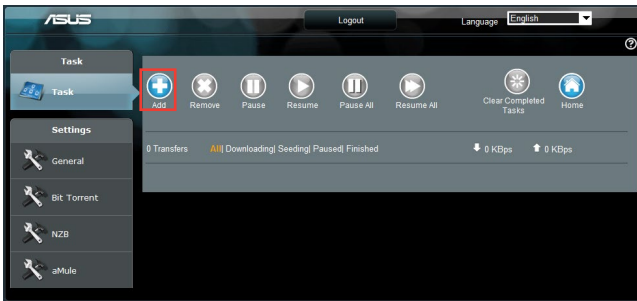 ASUS
Logout
Language English
?
Task
Task
Add Remove Pause Resume Pause All Resume All Clear Completed Tasks Home
Settings
0 Transfers All| Downloading| Seeding| Paused| Finished 0 KBps 0 KBps
General
Bit Torrent
NZB
aMule